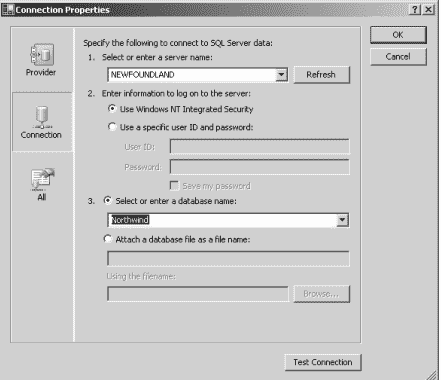 Connection Properties
? X
Provider
Connection
All
Specify the following to connect to SQL Server data:
1. Select or enter a server name:
NEWFOUNDLAND
Refresh
2. Enter information to log on to the server:
Use Windows NT Integrated Security
Use a specific user ID and password:
User ID:
Password:
Save my password
3. Select or enter a database name:
Northwind
Attach a database file as a file name:
Using the filename:
Browse...
Test Connection
OK
Cancel